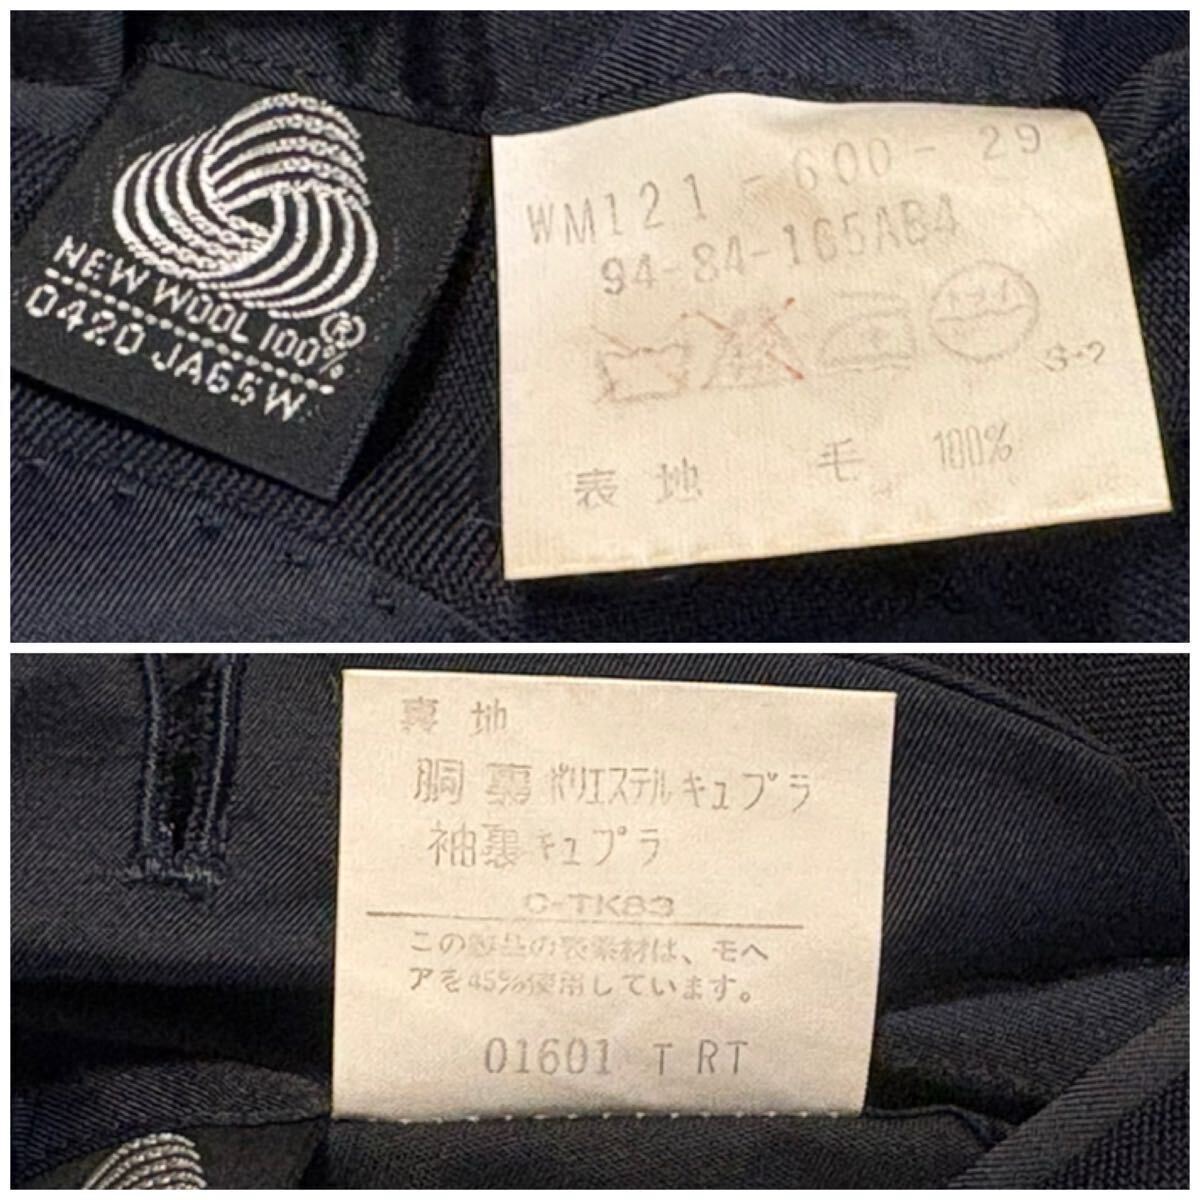 NEW WOOL 100%
®
0420 JA65W
WM121-600-29
94-84-165AB4
ドライ
表地 毛 100%
裏地
胴裏 ポリエステル キュプラ
袖裏 キュプラ
C-TK83
この製品の表素材は、モヘ
アを45%使用しています。
01601 T RT